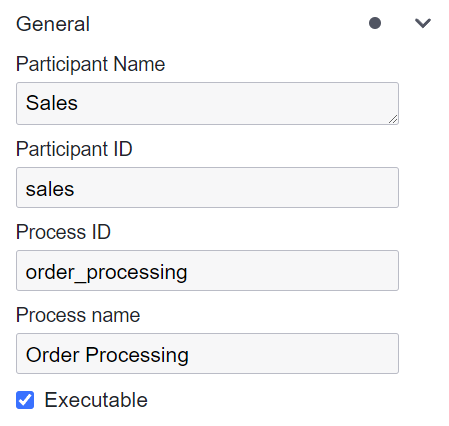 General
Participant Name
Sales
Participant ID
sales
Process ID
order_processing
Process name
Order Processing
Executable